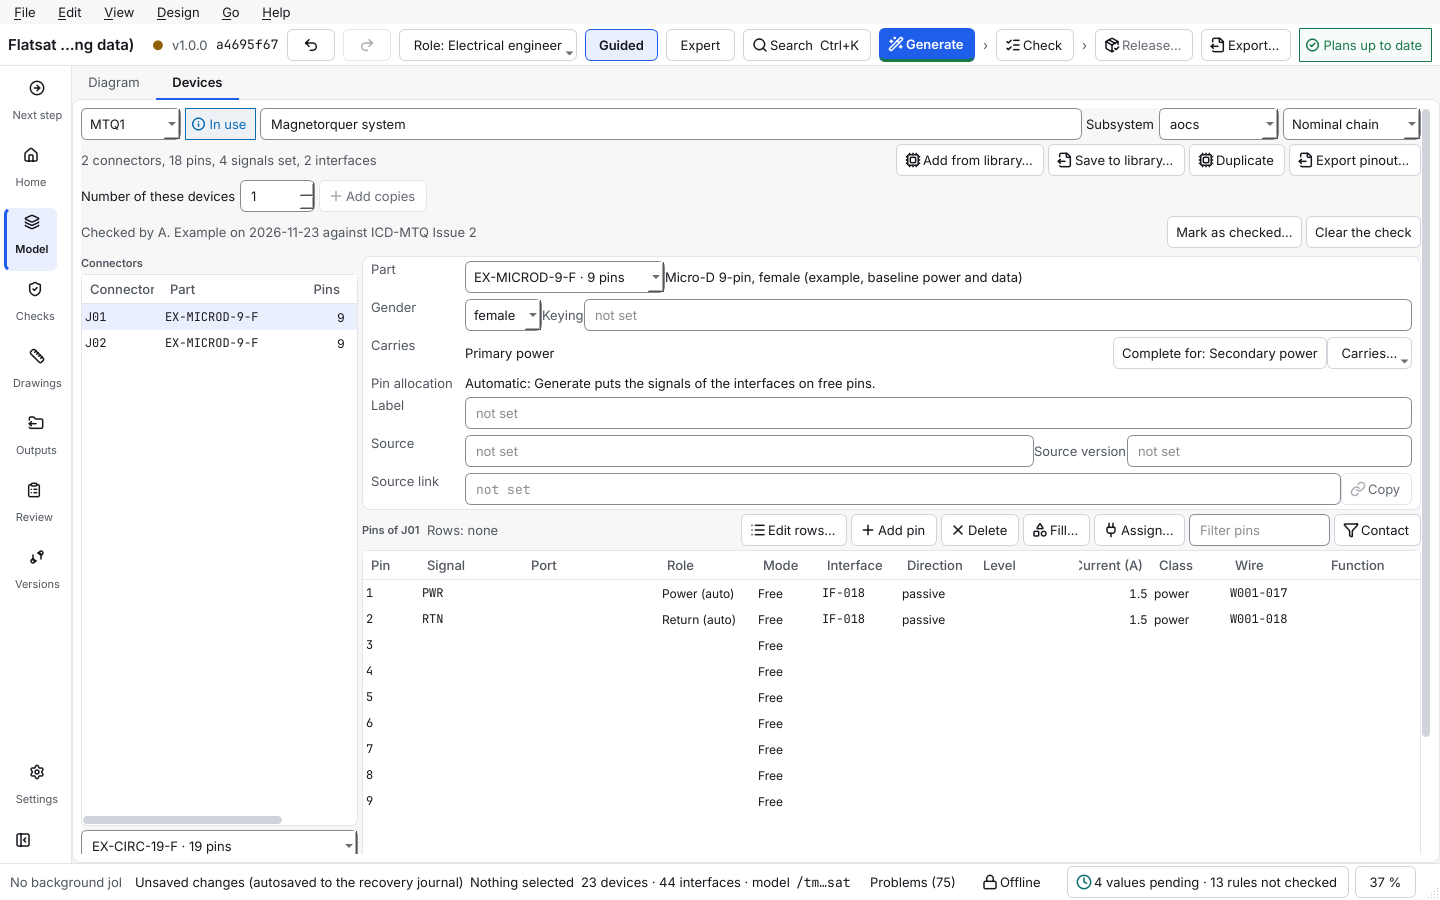 File Edit View Design Go Help
Flatsat ...ng data) v1.0.0 a4695f67 Role: Electrical engineer Guided Expert Search Ctrl+K Generate › Check › Release... Export... Plans up to date
Next step
Home
Model
Checks
Drawings
Outputs
Review
Versions
Settings
Diagram Devices
MTQ1 In use Magnetorquer system Subsystem aocs Nominal chain
2 connectors, 18 pins, 4 signals set, 2 interfaces Add from library... Save to library... Duplicate Export pinout...
Number of these devices 1 Add copies
Checked by A. Example on 2026-11-23 against ICD-MTQ Issue 2 Mark as checked... Clear the check
Connectors
Connector Part Pins
J01 EX-MICROD-9-F 9
J02 EX-MICROD-9-F 9
EX-CIRC-19-F · 19 pins
Part EX-MICROD-9-F · 9 pins Micro-D 9-pin, female (example, baseline power and data)
Gender female Keying not set
Carries Primary power Complete for: Secondary power Carries...
Pin allocation Automatic: Generate puts the signals of the interfaces on free pins.
Label not set
Source not set Source version not set
Source link not set Copy
Pins of J01 Rows: none Edit rows... Add pin Delete Fill... Assign... Filter pins Contact
Pin Signal Port Role Mode Interface Direction Level Current (A) Class Wire Function
1 PWR Power (auto) Free IF-018 passive 1.5 power W001-017
2 RTN Return (auto) Free IF-018 passive 1.5 power W001-018
3 Free
4 Free
5 Free
6 Free
7 Free
8 Free
9 Free
No background jol Unsaved changes (autosaved to the recovery journal) Nothing selected 23 devices · 44 interfaces · model /tm…sat Problems (75) Offline 4 values pending · 13 rules not checked 37 %